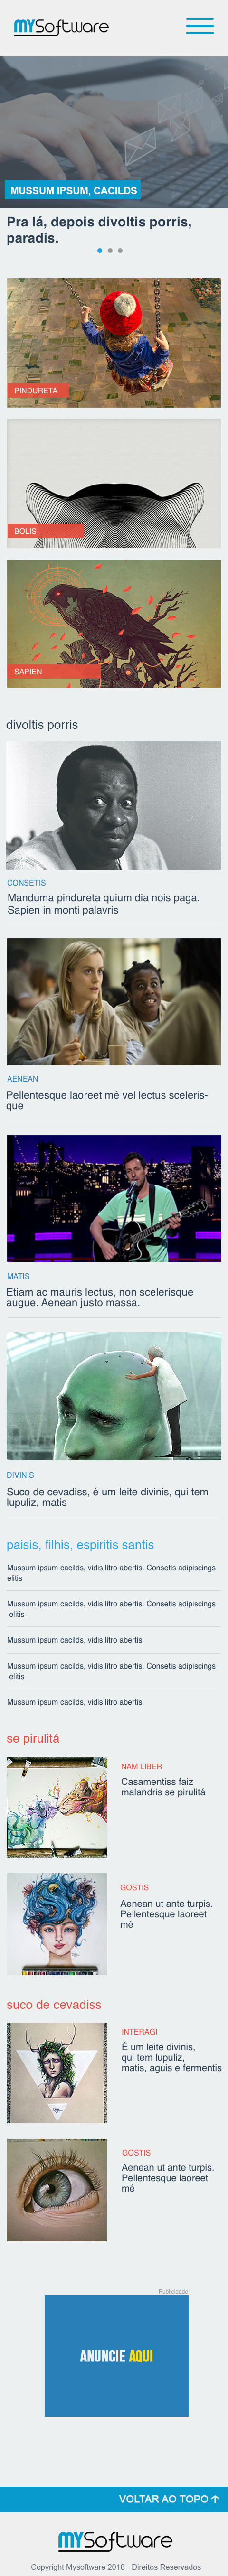 MYSoftware
MUSSUM IPSUM, CACILDS
Pra lá, depois divoltis porris,
paradis.
PINDURETA
BOLIS
SAPIEN
divoltis porris
CONSETIS
Manduma pindureta quium dia nois paga.
Sapien in monti palavris
AENEAN
Pellentesque laoreet mé vel lectus sceleris-
que
MATIS
Etiam ac mauris lectus, non scelerisque
augue. Aenean justo massa.
DIVINIS
Suco de cevadiss, é um leite divinis, qui tem
lupuliz, matis
paisis, filhis, espiritis santis
Mussum ipsum cacilds, vidis litro abertis. Consetis adipiscings
elitis
Mussum ipsum cacilds, vidis litro abertis. Consetis adipiscings
elitis
Mussum ipsum cacilds, vidis litro abertis
Mussum ipsum cacilds, vidis litro abertis. Consetis adipiscings
elitis
Mussum ipsum cacilds, vidis litro abertis
se pirulitá
NAM LIBER
Casamentiss faiz
malandris se pirulitá
GOSTIS
Aenean ut ante turpis.
Pellentesque laoreet
mé
suco de cevadiss
INTERAGI
É um leite divinis,
qui tem lupuliz,
matis, aguis e fermentis
GOSTIS
Aenean ut ante turpis.
Pellentesque laoreet
mé
Publicidade
ANUNCIE AQUI
VOLTAR AO TOPO ↑
MYSoftware
Copyright Mysoftware 2018 - Direitos Reservados